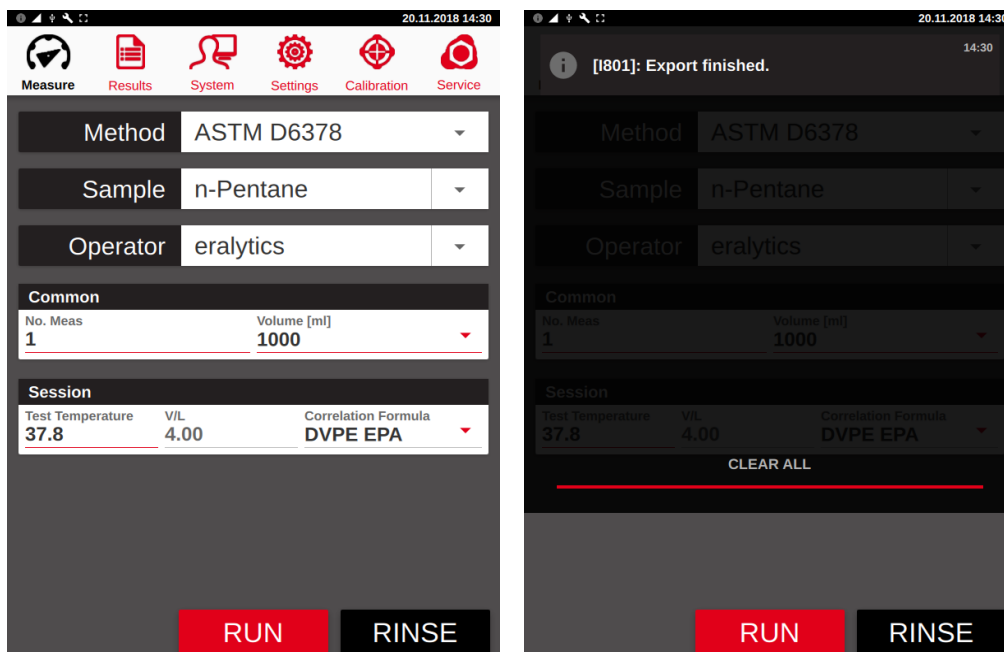 20.11.2018 14:30
Measure Results System Settings Calibration Service
Method ASTM D6378
Sample n-Pentane
Operator eralytics
Common
No. Meas Volume [ml]
1 1000
Session
Test Temperature V/L Correlation Formula
37.8 4.00 DVPE EPA
RUN RINSE
20.11.2018 14:30
14:30
[I801]: Export finished.
Method ASTM D6378
Sample n-Pentane
Operator eralytics
Common
No. Meas Volume [ml]
1 1000
Session
Test Temperature V/L Correlation Formula
37.8 4.00 DVPE EPA
CLEAR ALL
RUN RINSE